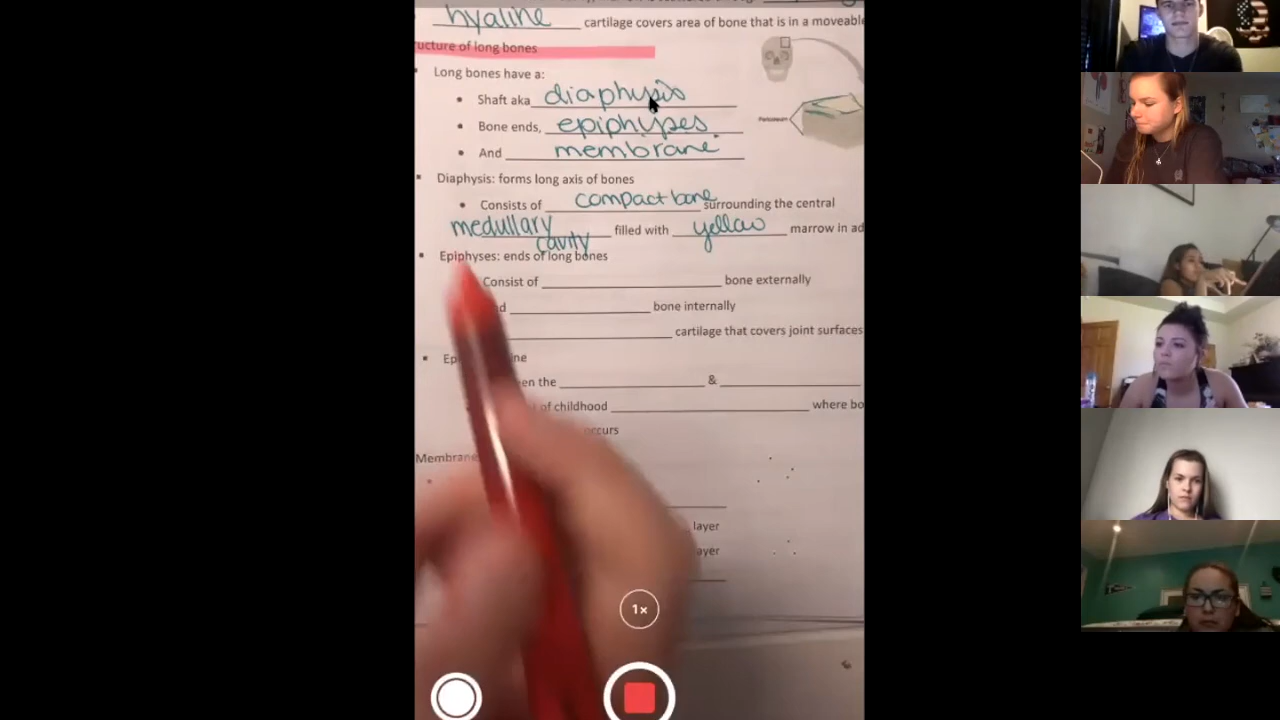 hyaline cartilage covers area of bone that is in a moveabl
ucture of long bones
Long bones have a:
Shaft aka diaphysis
Bone ends, epiphyses
And membrane
Periosteum
Diaphysis: forms long axis of bones
Consists of compact bone surrounding the central
medullary cavity filled with yellow marrow in ad
Epiphyses: ends of long bones
Consist of bone externally
bone internally
cartilage that covers joint surfaces
en the &
of childhood where bo
occurs
Membrane
layer
ayer
1x